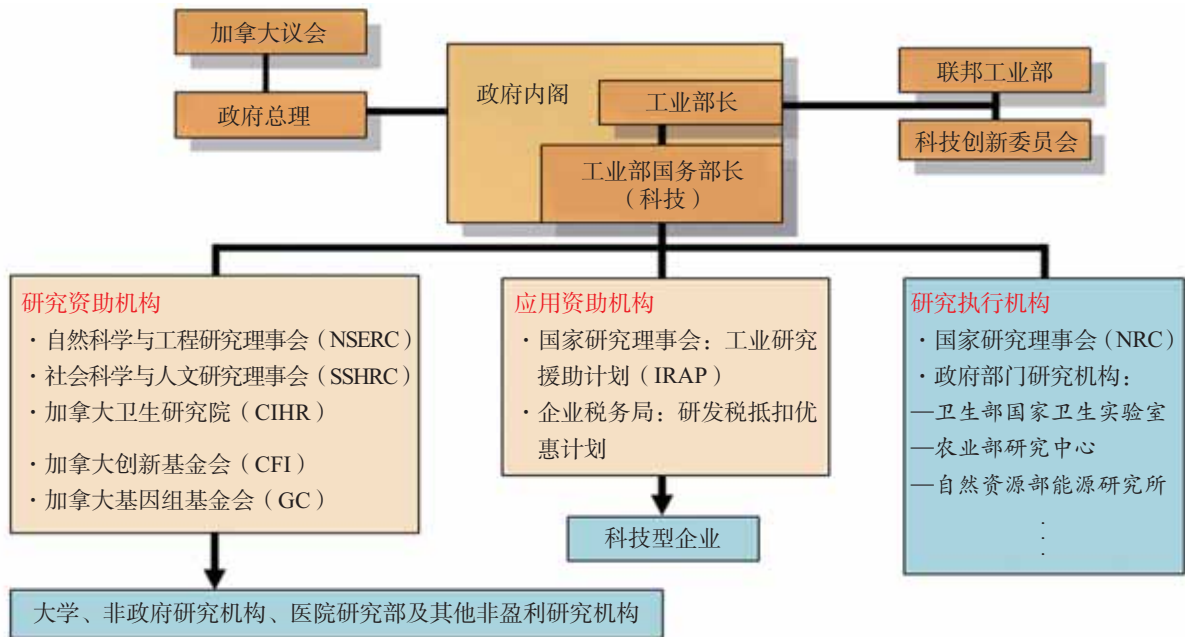 加拿大议会
政府总理
政府内阁
工业部长
工业部国务部长
（科技）
联邦工业部
科技创新委员会
研究资助机构
·自然科学与工程研究理事会（NSERC）
·社会科学与人文研究理事会（SSHRC）
·加拿大卫生研究院（CIHR）
·加拿大创新基金会（CFI）
·加拿大基因组基金会（GC）
大学、非政府研究机构、医院研究部及其他非盈利研究机构
应用资助机构
·国家研究理事会：工业研究
援助计划（IRAP）
·企业税务局：研发税抵扣优
惠计划
科技型企业
研究执行机构
·国家研究理事会（NRC）
·政府部门研究机构：
—卫生部国家卫生实验室
—农业部研究中心
—自然资源部能源研究所
·
·
·